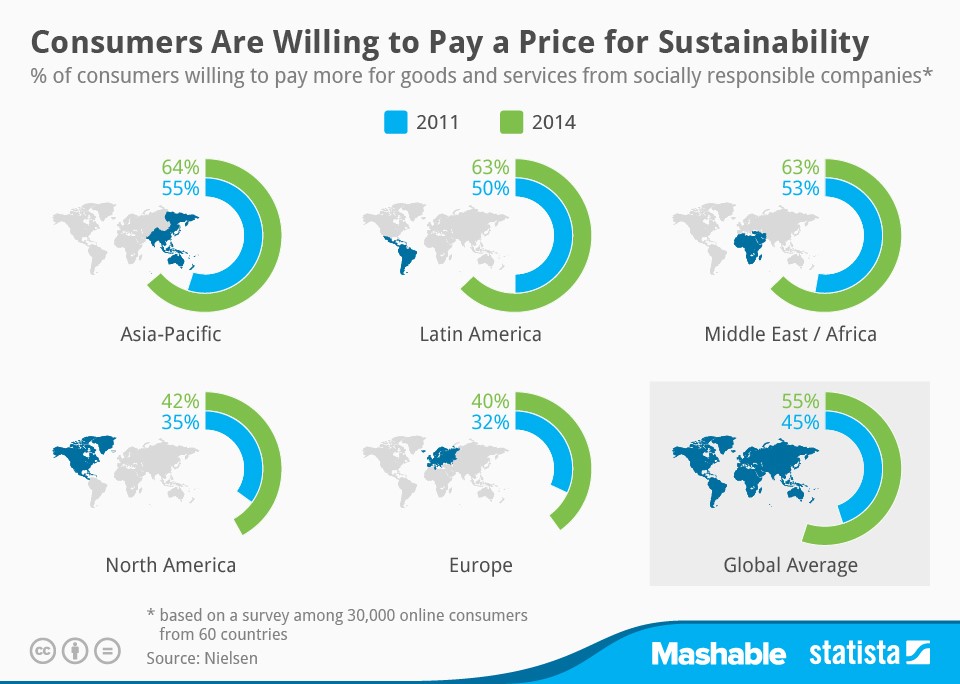 Consumers Are Willing to Pay a Price for Sustainability
% of consumers willing to pay more for goods and services from socially responsible companies*
2011 2014
64%
55%
Asia-Pacific
63%
50%
Latin America
63%
53%
Middle East / Africa
42%
35%
North America
40%
32%
Europe
55%
45%
Global Average
* based on a survey among 30,000 online consumers
from 60 countries
Source: Nielsen
cc
Mashable statista